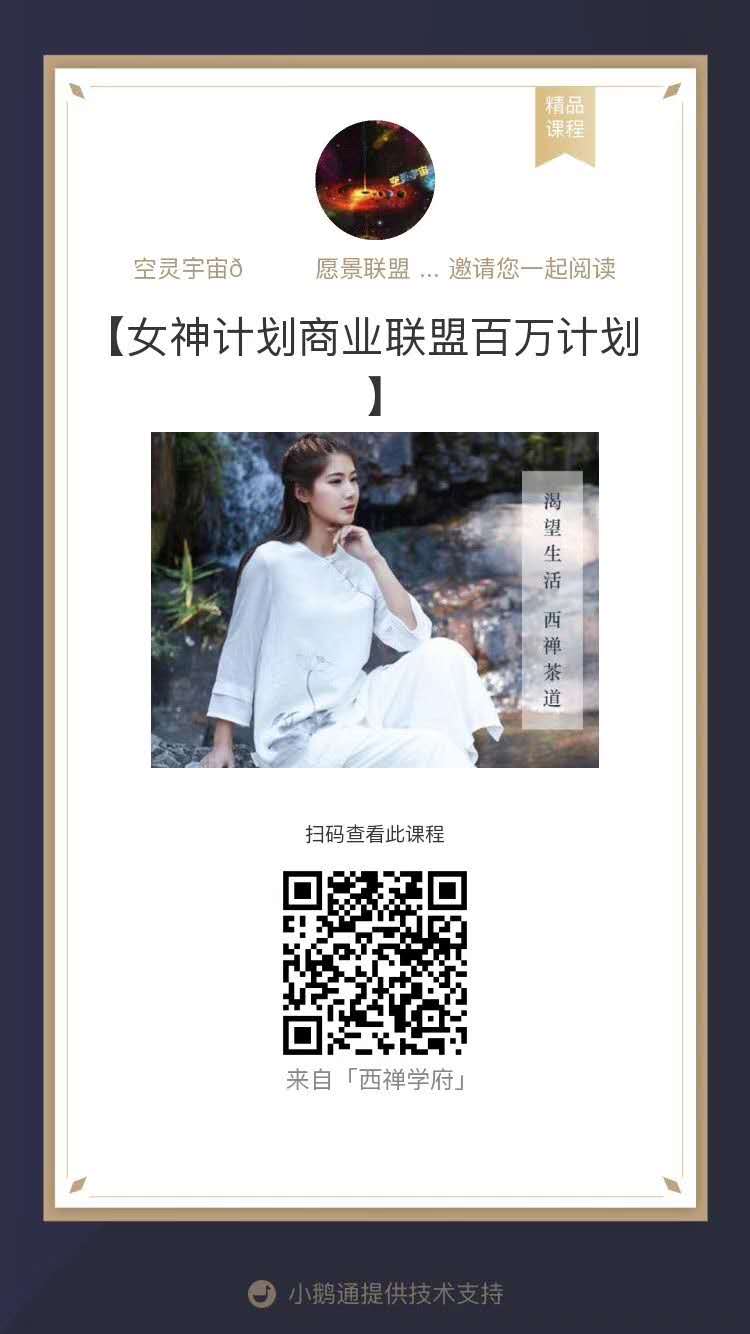 精品
课程
空灵宇宙
空灵宇宙ð 愿景联盟 ... 邀请您一起阅读
【女神计划商业联盟百万计划
】
渴望生活 西禅茶道
扫码查看此课程
来自「西禅学府」
小鹅通提供技术支持